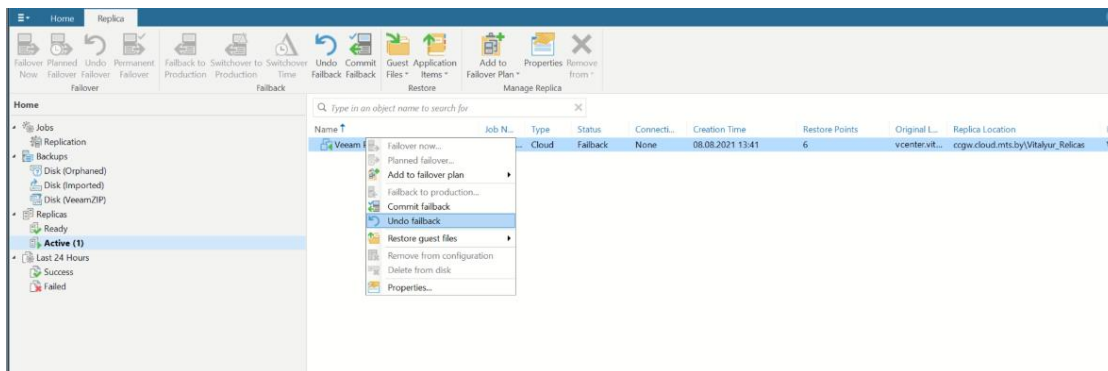 Home Replica
Failover Now
Planned Failover
Undo Failover
Permanent Failover
Failover
Failback to Production
Switchover to Production
Switchover Time
Failback
Undo Failback
Commit Failback
Guest Files
Application Items
Restore
Add to Failover Plan
Properties
Remove from
Manage Replica
Home
Jobs
Replication
Backups
Disk (Orphaned)
Disk (Imported)
Disk (VeeamZIP)
Replicas
Ready
Active (1)
Last 24 Hours
Success
Failed
Type in an object name to search for
Name Job N... Type Status Connecti... Creation Time Restore Points Original L... Replica Location
Veeam ... Cloud Failback None 08.08.2021 13:41 6 vcenter.vit... ccgw.cloud.mts.by\Vitalyur_Relicas
Failover now...
Planned failover...
Add to failover plan
Failback to production...
Commit failback
Undo failback
Restore guest files
Remove from configuration
Delete from disk
Properties...